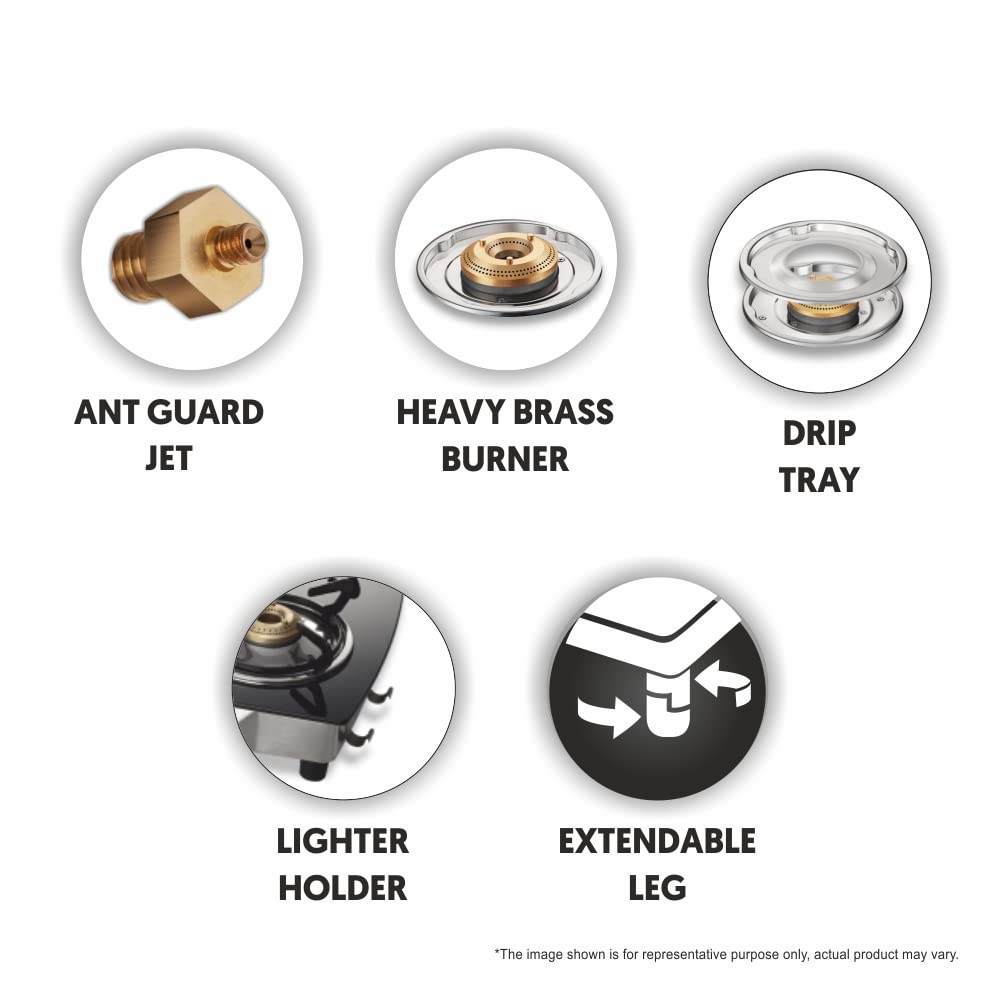 ANT GUARD
JET
HEAVY BRASS
BURNER
DRIP
TRAY
LIGHTER
HOLDER
EXTENDABLE
LEG
*The image shown is for representative purpose only, actual product may vary.